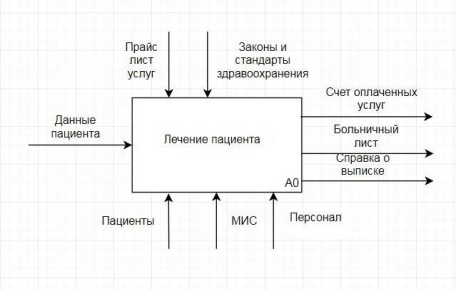 Прайс
лист
услуг
Законы и
стандарты
здравоохранения
Счет оплаченных
услуг
Данные
пациента
Лечение пациента
Больничный
лист
Справка о
выписке
A0
Пациенты
МИС
Персонал